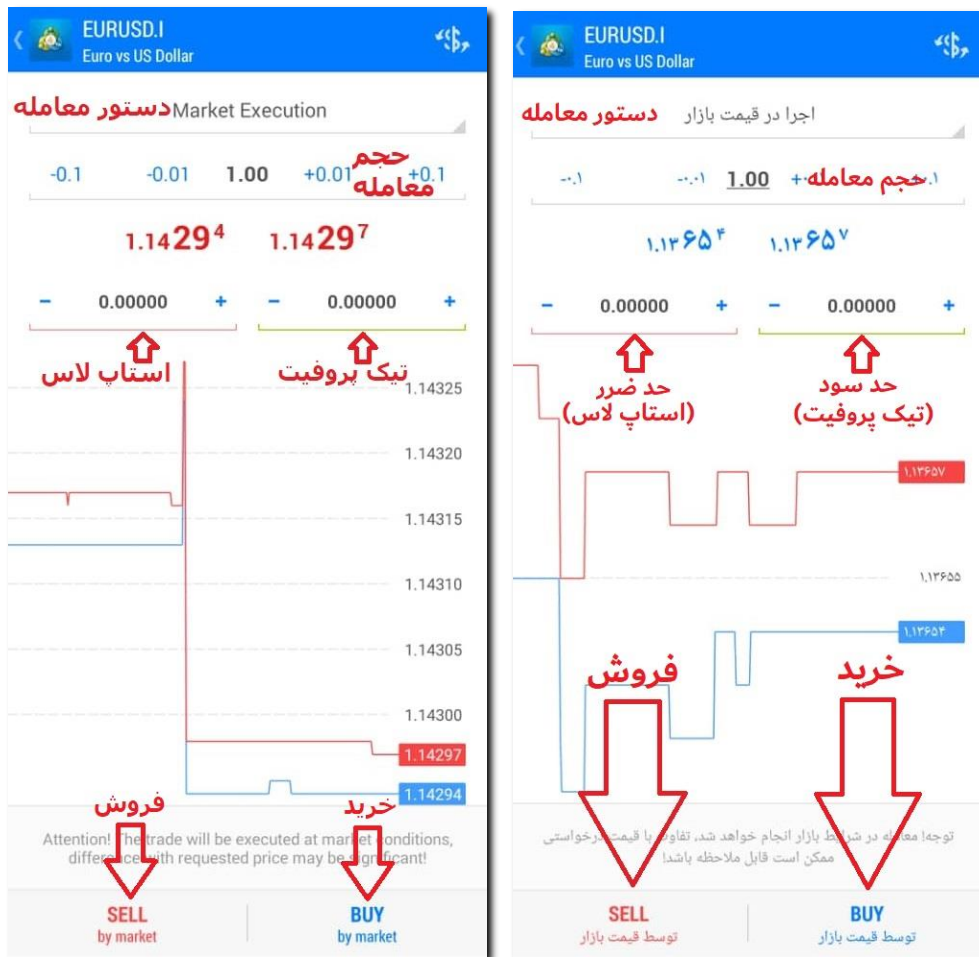 EURUSD.I
Euro vs US Dollar
دستور معامله Market Execution
حجم معامله
-0.1 -0.01 1.00 +0.01 +0.1
1.14294 1.14297
- 0.00000 + - 0.00000 +
استاپ لاس
تیک پروفیت
1.14325
1.14320
1.14315
1.14310
1.14305
1.14300
1.14297
1.14294
فروش
خرید
Attention! The trade will be executed at market conditions,
difference with requested price may be significant!
SELL
by market
BUY
by market
EURUSD.I
Euro vs US Dollar
دستور معامله اجرا در قیمت بازار
-۰.۱ -۰.۰۱ 1.00
حجم معامله
۱.۱۳۶۵۴ ۱.۱۳۶۵۷
- 0.00000 + - 0.00000 +
حد ضرر
(استاپ لاس)
حد سود
(تیک پروفیت)
۱.۱۳۶۵۷
۱.۱۳۶۵۵
۱.۱۳۶۵۴
فروش
خرید
توجه! معامله در شرایط بازار انجام خواهد شد، تفاوت با قیمت درخواستی
ممکن است قابل ملاحظه باشد!
SELL
توسط قیمت بازار
BUY
توسط قیمت بازار